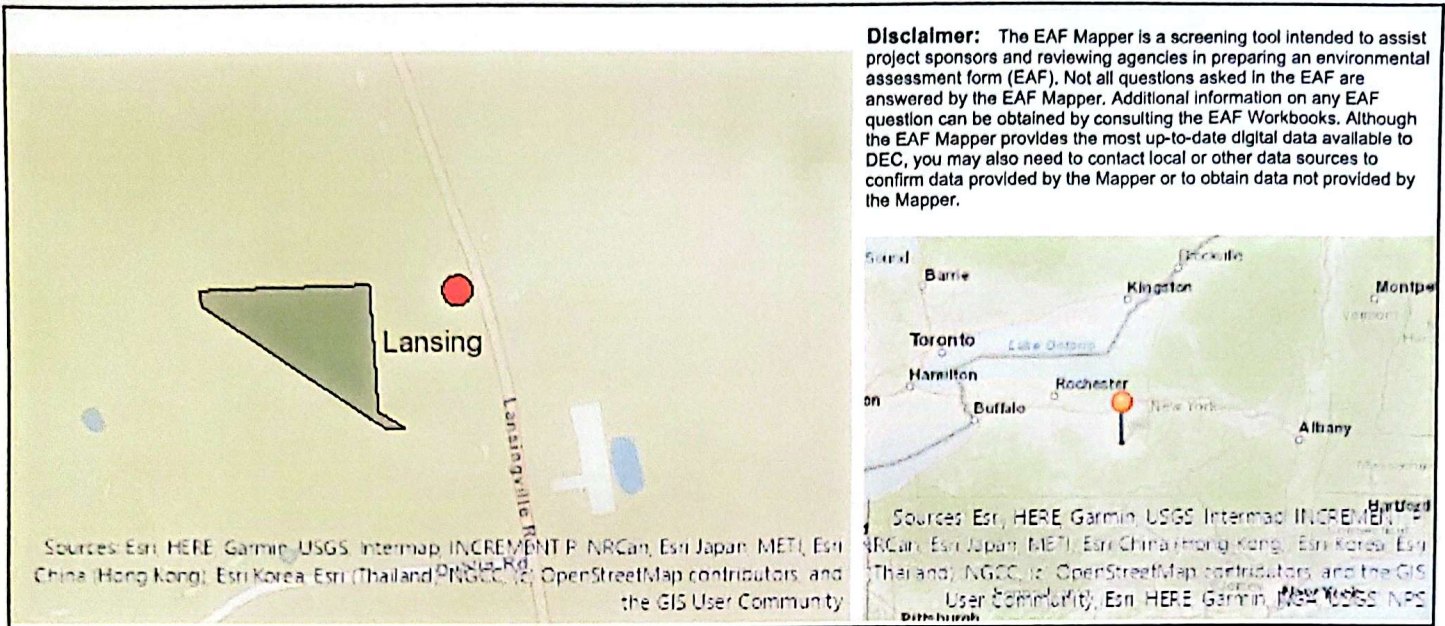 Disclaimer: The EAF Mapper is a screening tool intended to assist
project sponsors and reviewing agencies in preparing an environmental
assessment form (EAF). Not all questions asked in the EAF are
answered by the EAF Mapper. Additional information on any EAF
question can be obtained by consulting the EAF Workbooks. Although
the EAF Mapper provides the most up-to-date digital data available to
DEC, you may also need to contact local or other data sources to
confirm data provided by the Mapper or to obtain data not provided by
the Mapper.
Lansing
Lansingville R
Sources: Esri, HERE, Garmin, USGS, Intermap, INCREMENT P, NRCan, Esri Japan, METI, Esri
China (Hong Kong), Esri Korea, Esri (Thailand), NGCC, (c) OpenStreetMap contributors, and
the GIS User Community
Sound
Barrie
Kingston
Montpe
Vermont
Toronto
Lake Ontario
Hamilton
Rochester
on
Buffalo
New York
Albany
Hartford
Sources: Esri, HERE, Garmin, USGS, Intermap, INCREMENT P,
NRCan, Esri Japan, METI, Esri China (Hong Kong), Esri Korea, Esri
(Thailand), NGCC, (c) OpenStreetMap contributors, and the GIS
User Community, Esri, HERE, Garmin, NGA, USGS, NPS
New York
Pittsburgh